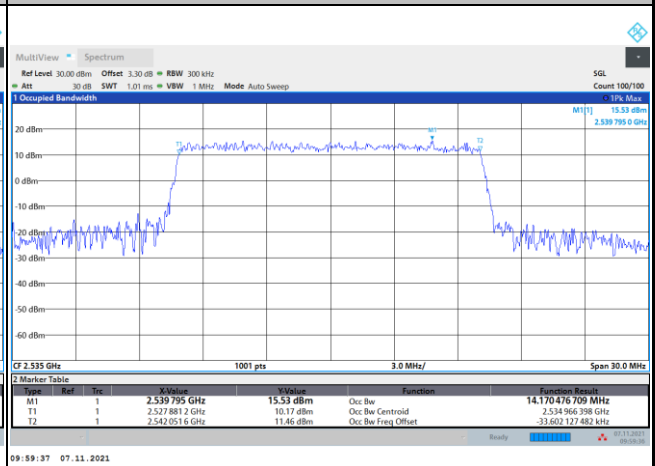 MultiView Spectrum
Ref Level 30.00 dBm Offset 3.30 dB RBW 300 kHz SGL
Att 30 dB SWT 1.01 ms VBW 1 MHz Mode Auto Sweep Count 100/100
1 Occupied Bandwidth 1Pk Max
M1[1] 15.53 dBm
2.539 795 0 GHz
M1
T1 T2
20 dBm
10 dBm
0 dBm
-10 dBm
-20 dBm
-30 dBm
-40 dBm
-50 dBm
-60 dBm
CF 2.535 GHz 1001 pts 3.0 MHz/ Span 30.0 MHz
2 Marker Table
Type Ref Trc X-Value Y-Value Function Function Result
M1 1 2.539 795 GHz 15.53 dBm Occ Bw 14.170 476 709 MHz
T1 1 2.527 881 2 GHz 10.17 dBm Occ Bw Centroid 2.534 966 398 GHz
T2 1 2.542 051 6 GHz 11.46 dBm Occ Bw Freq Offset -33.602 127 482 kHz
Ready 07.11.2021
09:59:38
09:59:37 07.11.2021